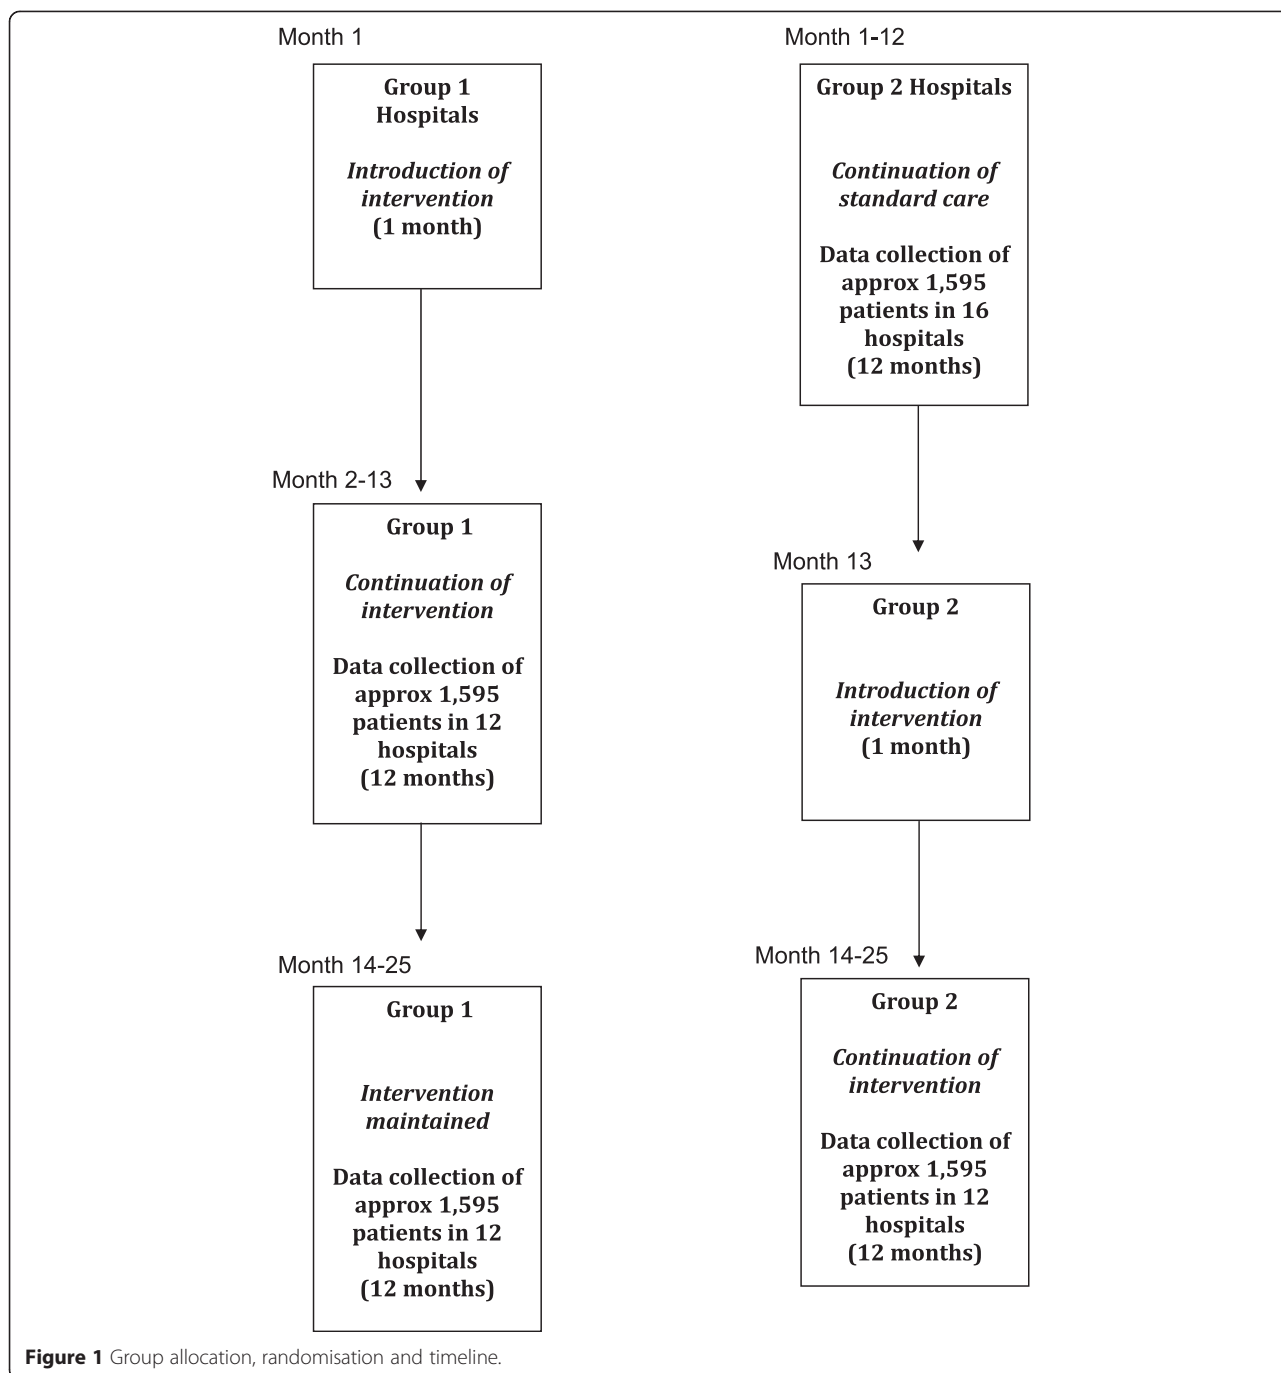 Month 1
Group 1
Hospitals
Introduction of
intervention
(1 month)
Month 2-13
Group 1
Continuation of
intervention
Data collection of
approx 1,595
patients in 12
hospitals
(12 months)
Month 14-25
Group 1
Intervention
maintained
Data collection of
approx 1,595
patients in 12
hospitals
(12 months)
Month 1-12
Group 2 Hospitals
Continuation of
standard care
Data collection of
approx 1,595
patients in 16
hospitals
(12 months)
Month 13
Group 2
Introduction of
intervention
(1 month)
Month 14-25
Group 2
Continuation of
intervention
Data collection of
approx 1,595
patients in 12
hospitals
(12 months)
Figure 1 Group allocation, randomisation and timeline.